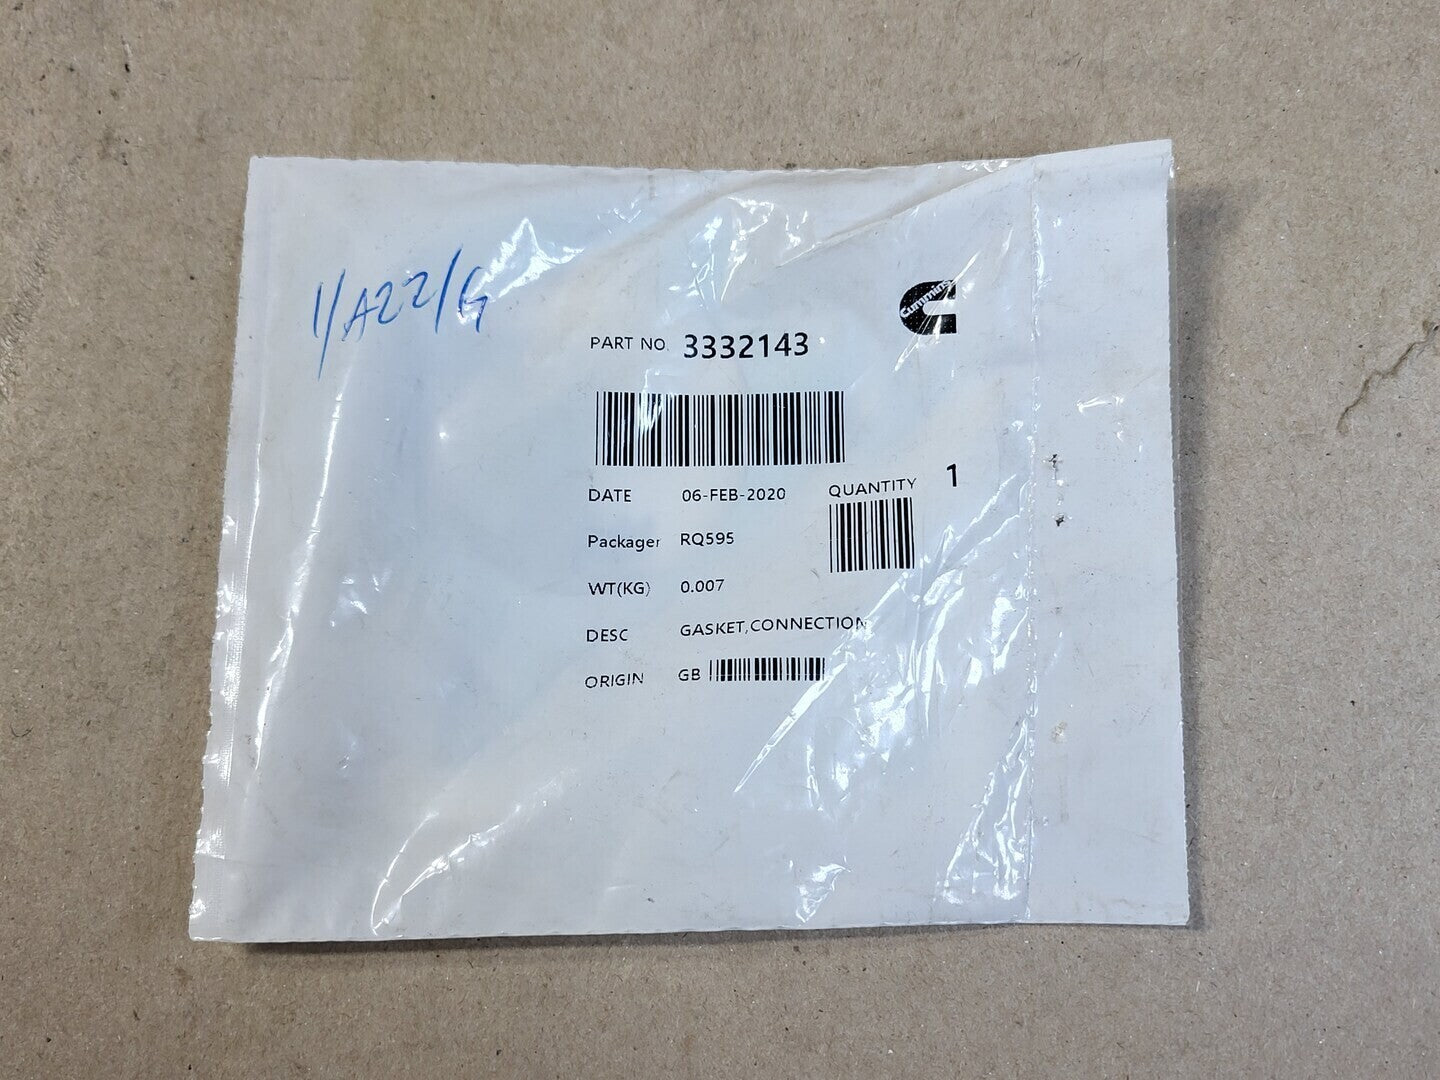 1/A22/G
cummins
PART NO. 3332143
DATE 06-FEB-2020 QUANTITY 1
Packager RQ595
WT(KG) 0.007
DESC GASKET,CONNECTION
ORIGIN GB